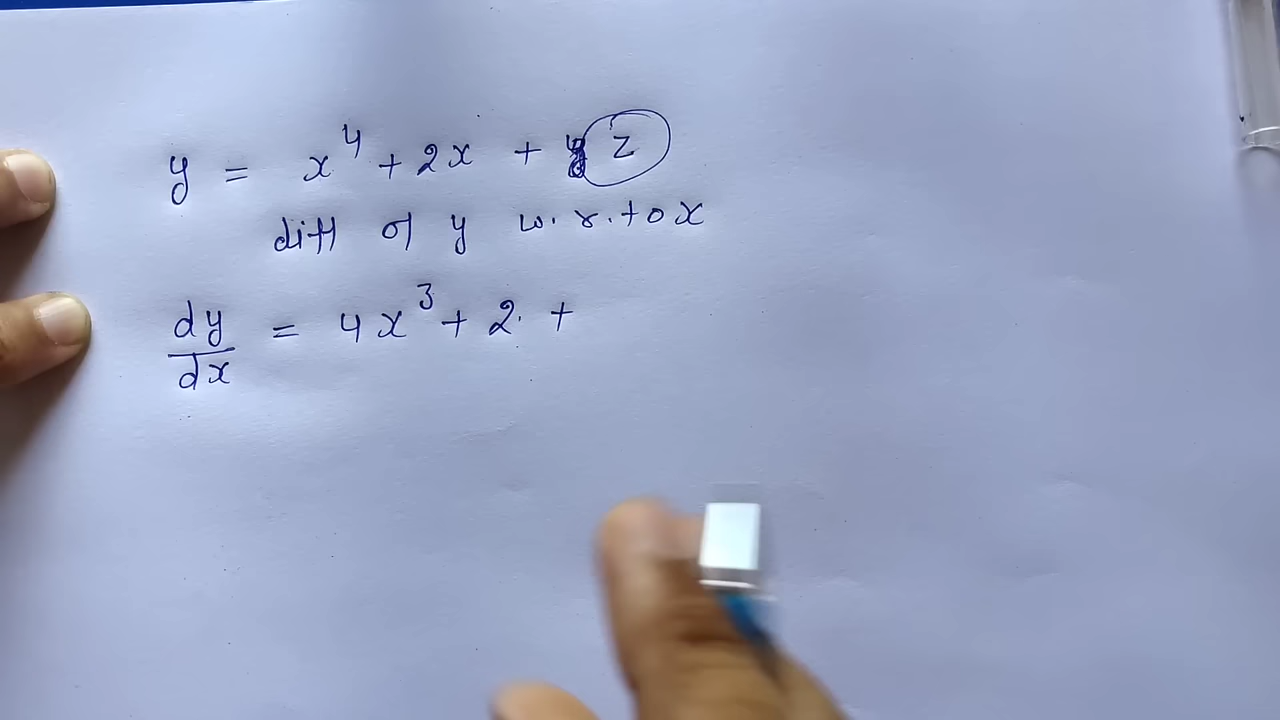 y = x⁴ + 2x + z
diff of y w.r.to x
dy/dx = 4x³ + 2. +